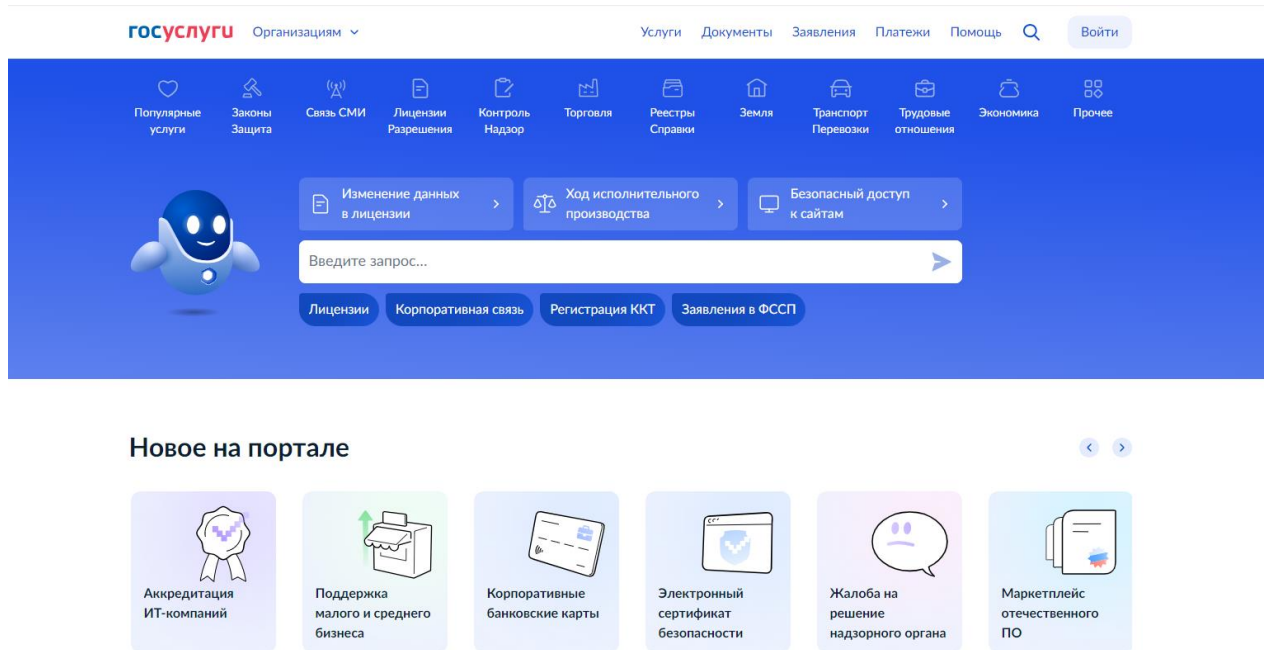 госуслуги Организациям Услуги Документы Заявления Платежи Помощь Войти
Популярные услуги
Законы Защита
Связь СМИ
Лицензии Разрешения
Контроль Надзор
Торговля
Реестры Справки
Земля
Транспорт Перевозки
Трудовые отношения
Экономика
Прочее
Изменение данных
в лицензии
Ход исполнительного
производства
Безопасный доступ
к сайтам
Введите запрос...
Лицензии Корпоративная связь Регистрация ККТ Заявления в ФССП
Новое на портале
Аккредитация
ИТ-компаний
Поддержка
малого и среднего
бизнеса
Корпоративные
банковские карты
Электронный
сертификат
безопасности
Жалоба на
решение
надзорного органа
Маркетплейс
отечественного
ПО